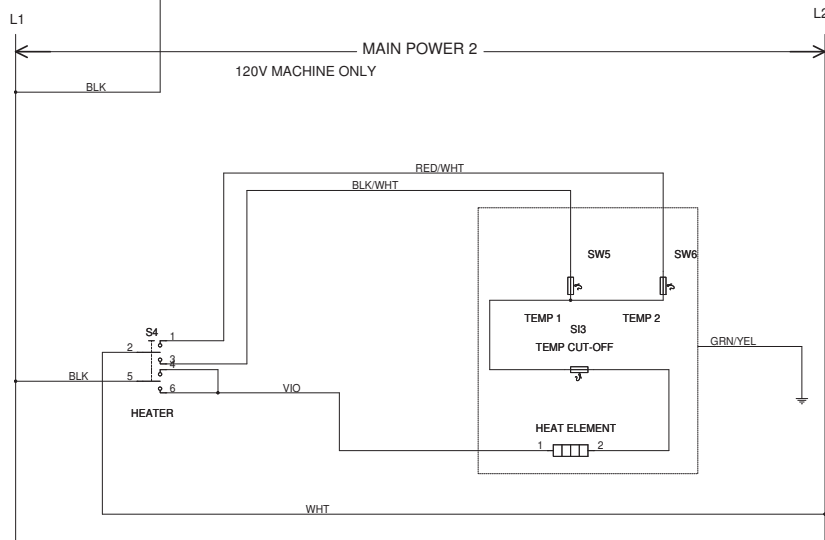 L1
L2
MAIN POWER 2
120V MACHINE ONLY
BLK
RED/WHT
BLK/WHT
SW5
SW6
TEMP 1
TEMP 2
SI3
TEMP CUT-OFF
GRN/YEL
S4
1
2
3
4
BLK
5
6
VIO
HEATER
HEAT ELEMENT
1
2
WHT